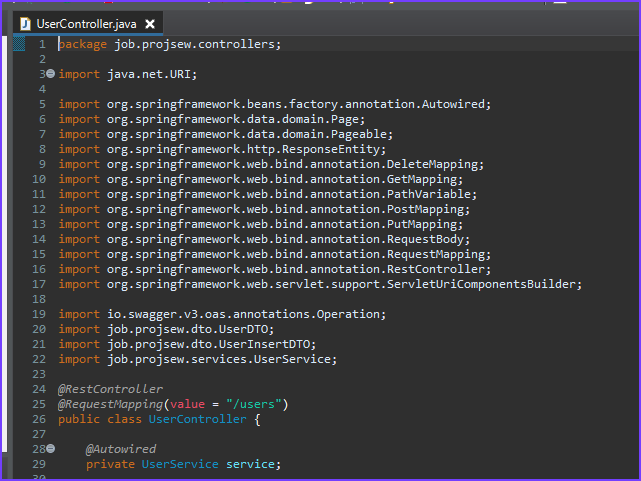 UserController.java
1 package job.projsew.controllers;
2
3 import java.net.URI;
4
5 import org.springframework.beans.factory.annotation.Autowired;
6 import org.springframework.data.domain.Page;
7 import org.springframework.data.domain.Pageable;
8 import org.springframework.http.ResponseEntity;
9 import org.springframework.web.bind.annotation.DeleteMapping;
10 import org.springframework.web.bind.annotation.GetMapping;
11 import org.springframework.web.bind.annotation.PathVariable;
12 import org.springframework.web.bind.annotation.PostMapping;
13 import org.springframework.web.bind.annotation.PutMapping;
14 import org.springframework.web.bind.annotation.RequestBody;
15 import org.springframework.web.bind.annotation.RequestMapping;
16 import org.springframework.web.bind.annotation.RestController;
17 import org.springframework.web.servlet.support.ServletUriComponentsBuilder;
18
19 import io.swagger.v3.oas.annotations.Operation;
20 import job.projsew.dto.UserDTO;
21 import job.projsew.dto.UserInsertDTO;
22 import job.projsew.services.UserService;
23
24 @RestController
25 @RequestMapping(value = "/users")
26 public class UserController {
27
28 @Autowired
29 private UserService service;